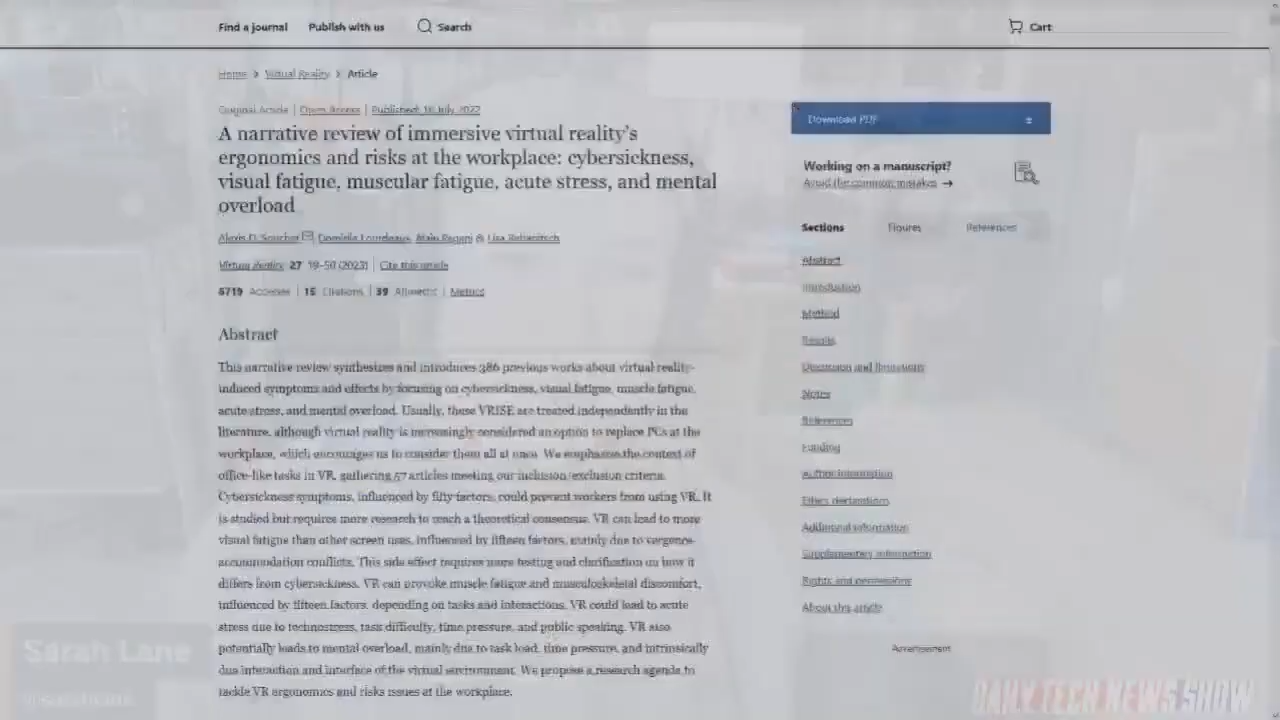 Find a journal Publish with us Search Cart
Home > Virtual Reality > Article
Original Article | Open Access | Published: July 2022
A narrative review of immersive virtual reality's
ergonomics and risks at the workplace: cybersickness,
visual fatigue, muscular fatigue, acute stress, and mental
overload
Alexis D. Souchet, Domitile Lourdeaux, Alain Pagani & Lisa Rebenitsch
Virtual Reality 27, 19–50 (2023) | Cite this article
6719 Accesses | 15 Citations | 39 Altmetric | Metrics
Abstract
This narrative review synthesizes and introduces 386 previous works about virtual reality-
induced symptoms and effects by focusing on cybersickness, visual fatigue, muscle fatigue,
acute stress, and mental overload. Usually, these VRISE are treated independently in the
literature, although virtual reality is increasingly considered an option to replace PCs at the
workplace, which encourages us to consider them all at once. We emphasize the context of
office-like tasks in VR, gathering 57 articles meeting our inclusion/exclusion criteria.
Cybersickness symptoms, influenced by fifty factors, could prevent workers from using VR. It
is studied but requires more research to reach a theoretical consensus. VR can lead to more
visual fatigue than other screen uses, influenced by fifteen factors, mainly due to vergence-
accommodation conflicts. This side effect requires more testing and clarification on how it
differs from cybersickness. VR can provoke muscle fatigue and musculoskeletal discomfort,
influenced by fifteen factors, depending on tasks and interactions. VR could lead to acute
stress due to technostress, task difficulty, time pressure, and public speaking. VR also
potentially leads to mental overload, mainly due to task load, time pressure, and intrinsically
due interaction and interface of the virtual environment. We propose a research agenda to
tackle VR ergonomics and risks issues at the workplace.
Download PDF
Working on a manuscript?
Avoid the common mistakes →
Sections Figures References
Abstract
Introduction
Method
Results
Discussion and limitations
Notes
References
Funding
Author information
Ethics declarations
Additional information
Supplementary Information
Rights and permissions
About this article
Advertisement
Sarah Lane
DAILY TECH NEWS SHOW